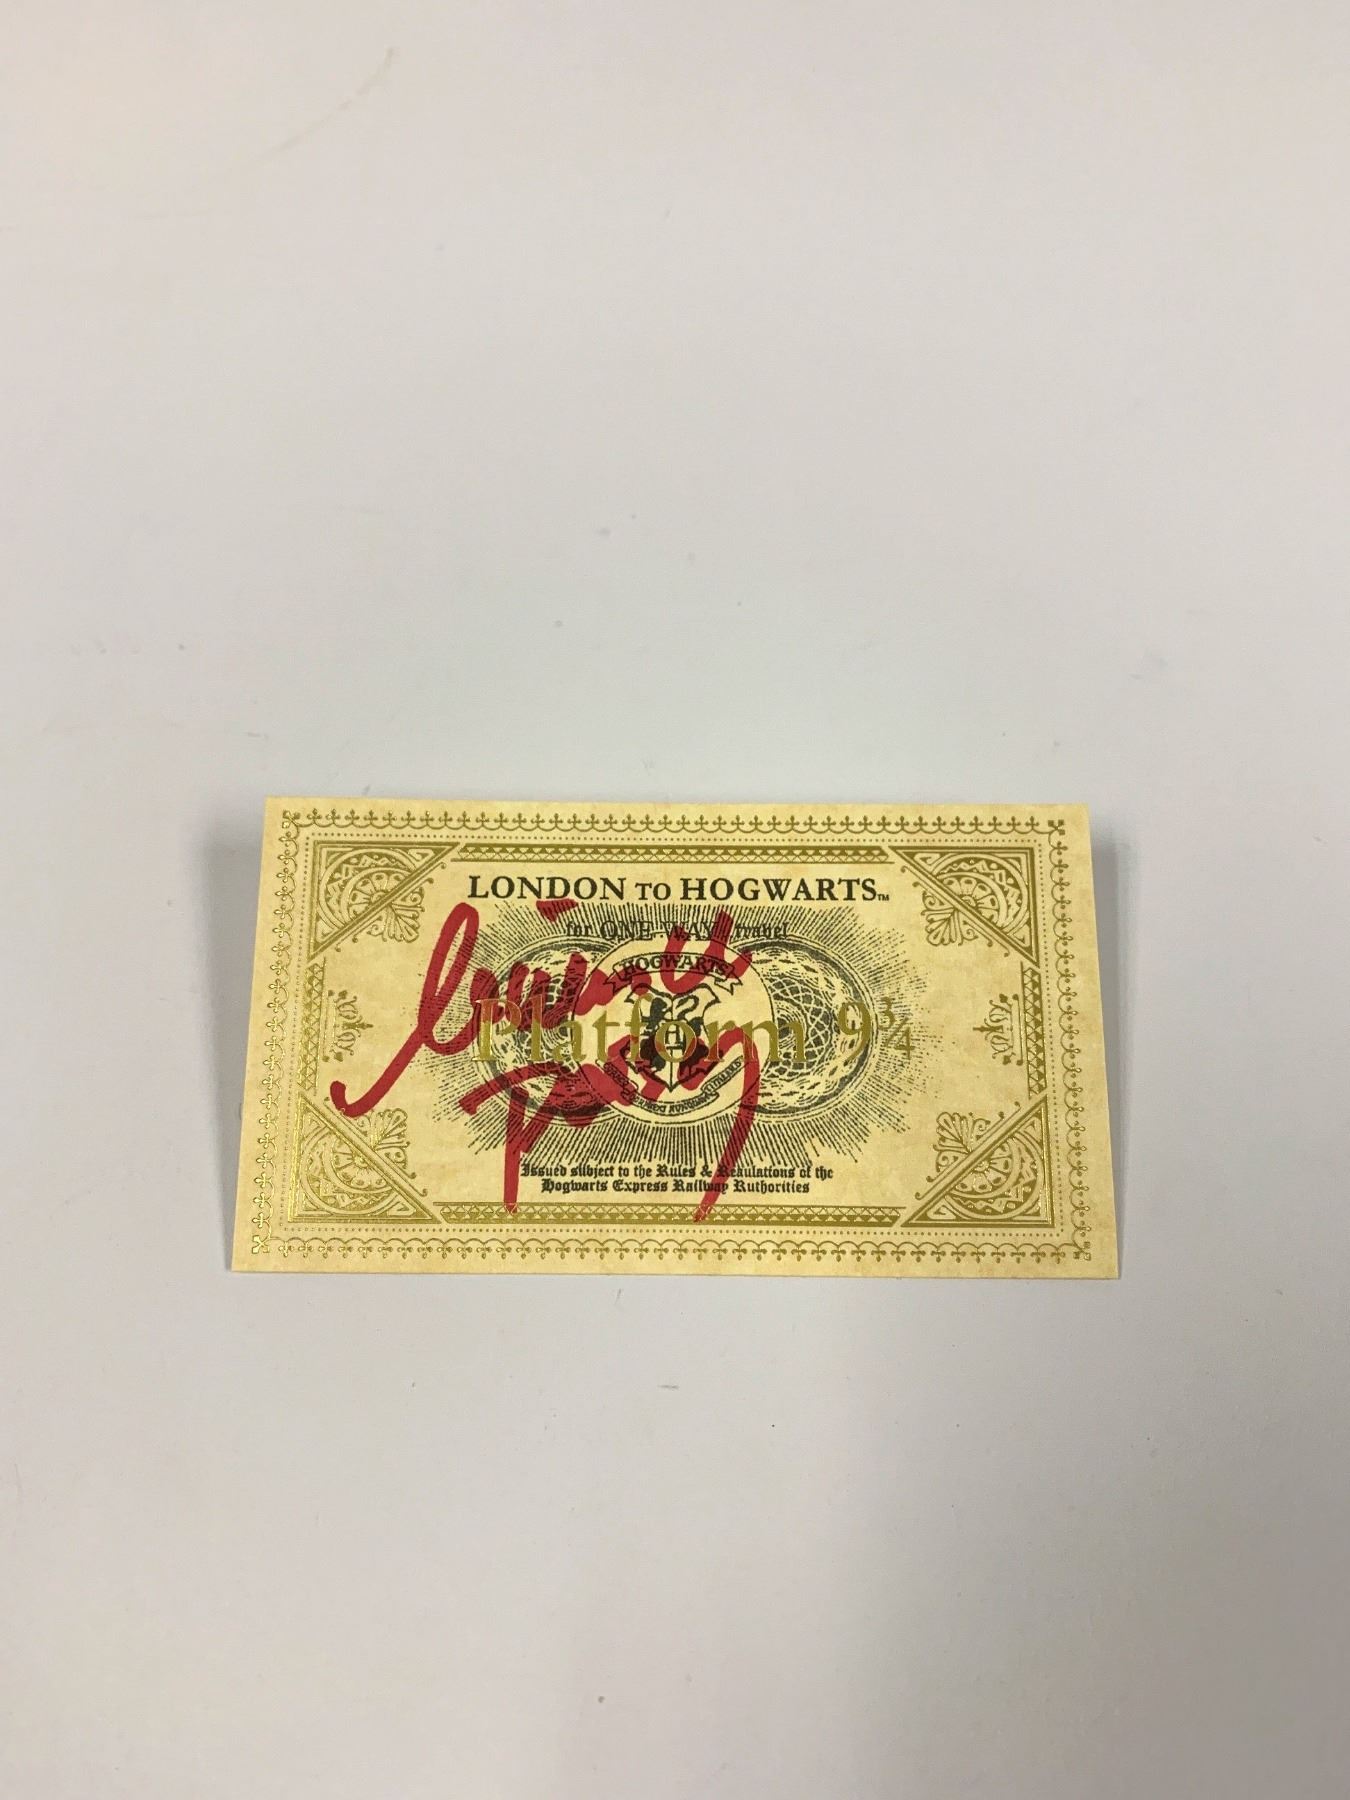 LONDON TO HOGWARTS™
for ONE WAY travel
HOGWARTS
Platform 9¾
Issued subject to the Rules & Regulations of the
Hogwarts Express Railway Authorities